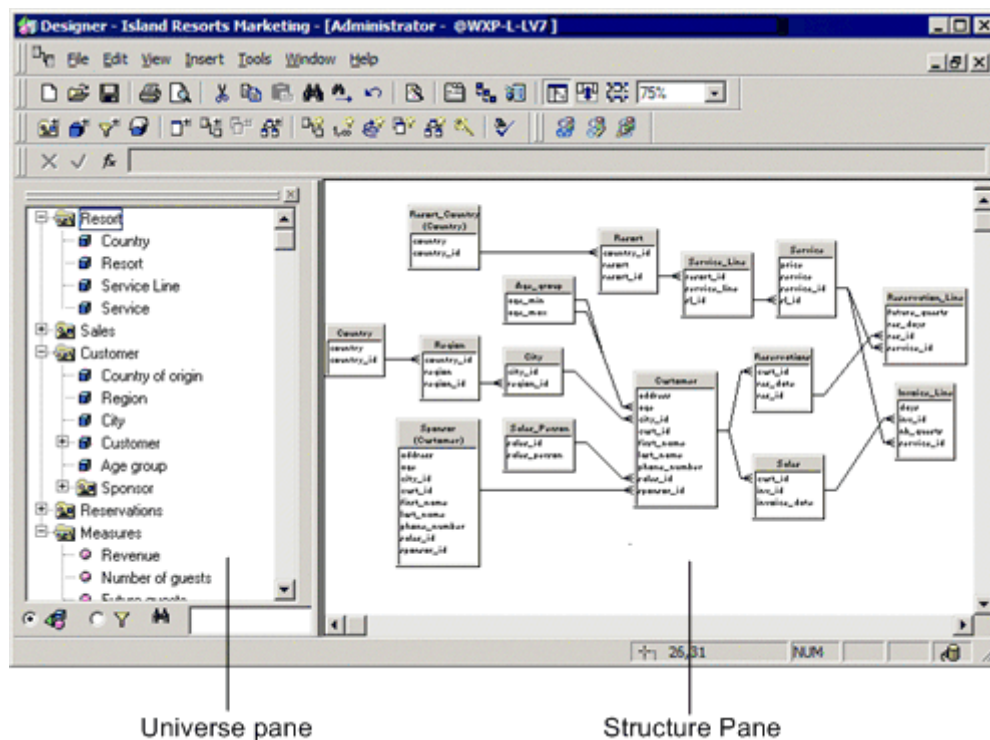 Designer - Island Resorts Marketing - [Administrator - @WXP-L-LV7 ]
File Edit View Insert Tools Window Help
75%
Resort
Country
Resort
Service Line
Service
Sales
Customer
Country of origin
Region
City
Customer
Age group
Sponsor
Reservations
Measures
Revenue
Number of guests
Future guests
Resort_Country
(Country)
country
country_id
Resort
country_id
resort
resort_id
Service_Line
resort_id
service_line
sl_id
Service
price
service
service_id
sl_id
Reservation_Line
future_guests
res_days
res_id
service_id
Age_group
age_min
age_max
Country
country
country_id
Region
country_id
region
region_id
City
city_id
region_id
Customer
address
age
city_id
cust_id
first_name
last_name
phone_number
sales_id
sponsor_id
Reservations
cust_id
res_date
res_id
Invoice_Line
days
inv_id
nb_guests
service_id
Sponsor
(Customer)
address
age
city_id
cust_id
first_name
last_name
phone_number
sales_id
sponsor_id
Sales_Person
sales_id
sales_person
Sales
cust_id
inv_id
invoice_date
26,31
NUM
Universe pane
Structure Pane